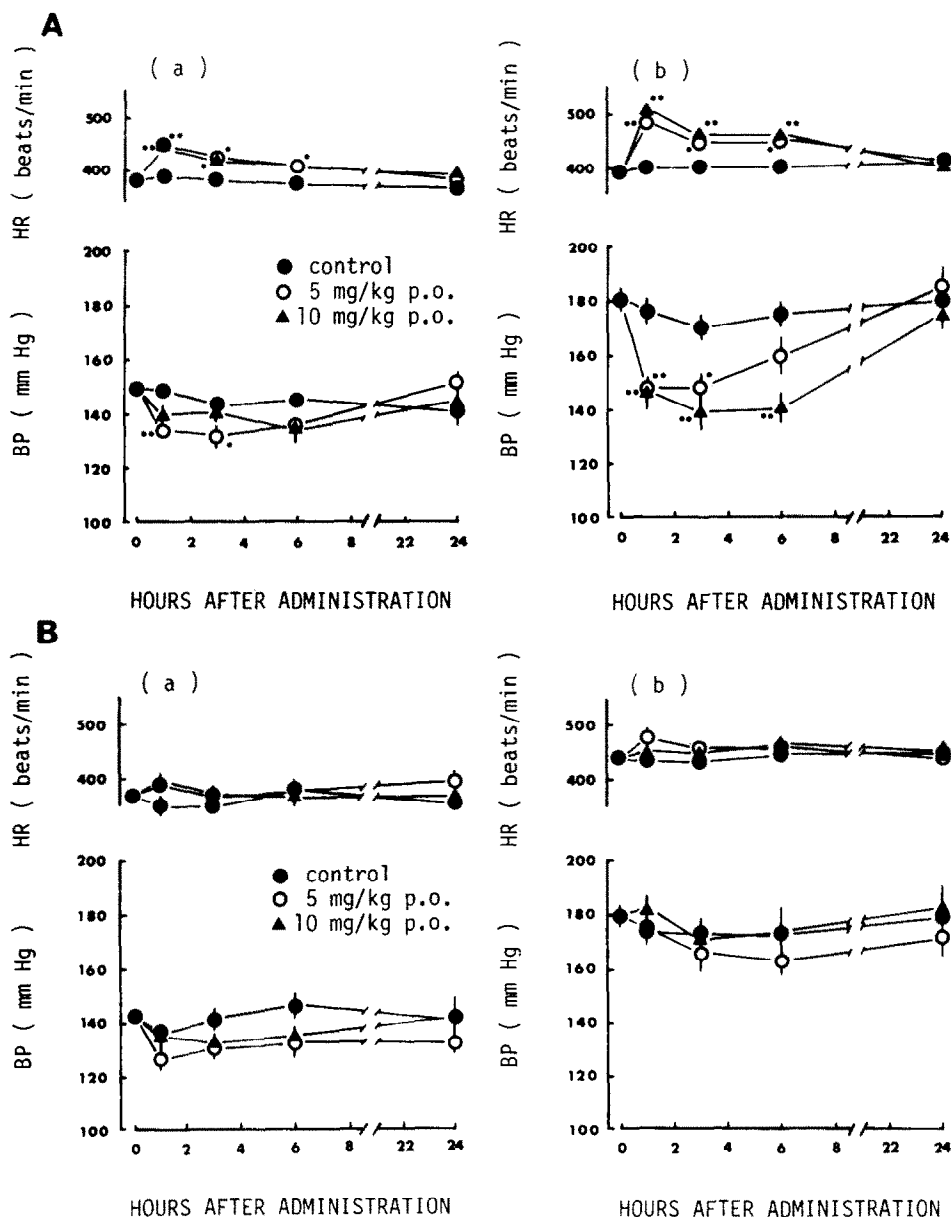 A
( a )
HR ( beats/min )
500
400
BP ( mm Hg )
200
180
160
140
120
100
control
5 mg/kg p.o.
10 mg/kg p.o.
0 2 4 6 8 22 24
HOURS AFTER ADMINISTRATION
( b )
HR ( beats/min )
500
400
BP ( mm Hg )
200
180
160
140
120
100
0 2 4 6 8 22 24
HOURS AFTER ADMINISTRATION
B
( a )
HR ( beats/min )
500
400
BP ( mm Hg )
200
180
160
140
120
100
control
5 mg/kg p.o.
10 mg/kg p.o.
0 2 4 6 8 22 24
HOURS AFTER ADMINISTRATION
( b )
HR ( beats/min )
500
400
BP ( mm Hg )
200
180
160
140
120
100
0 2 4 6 8 22 24
HOURS AFTER ADMINISTRATION